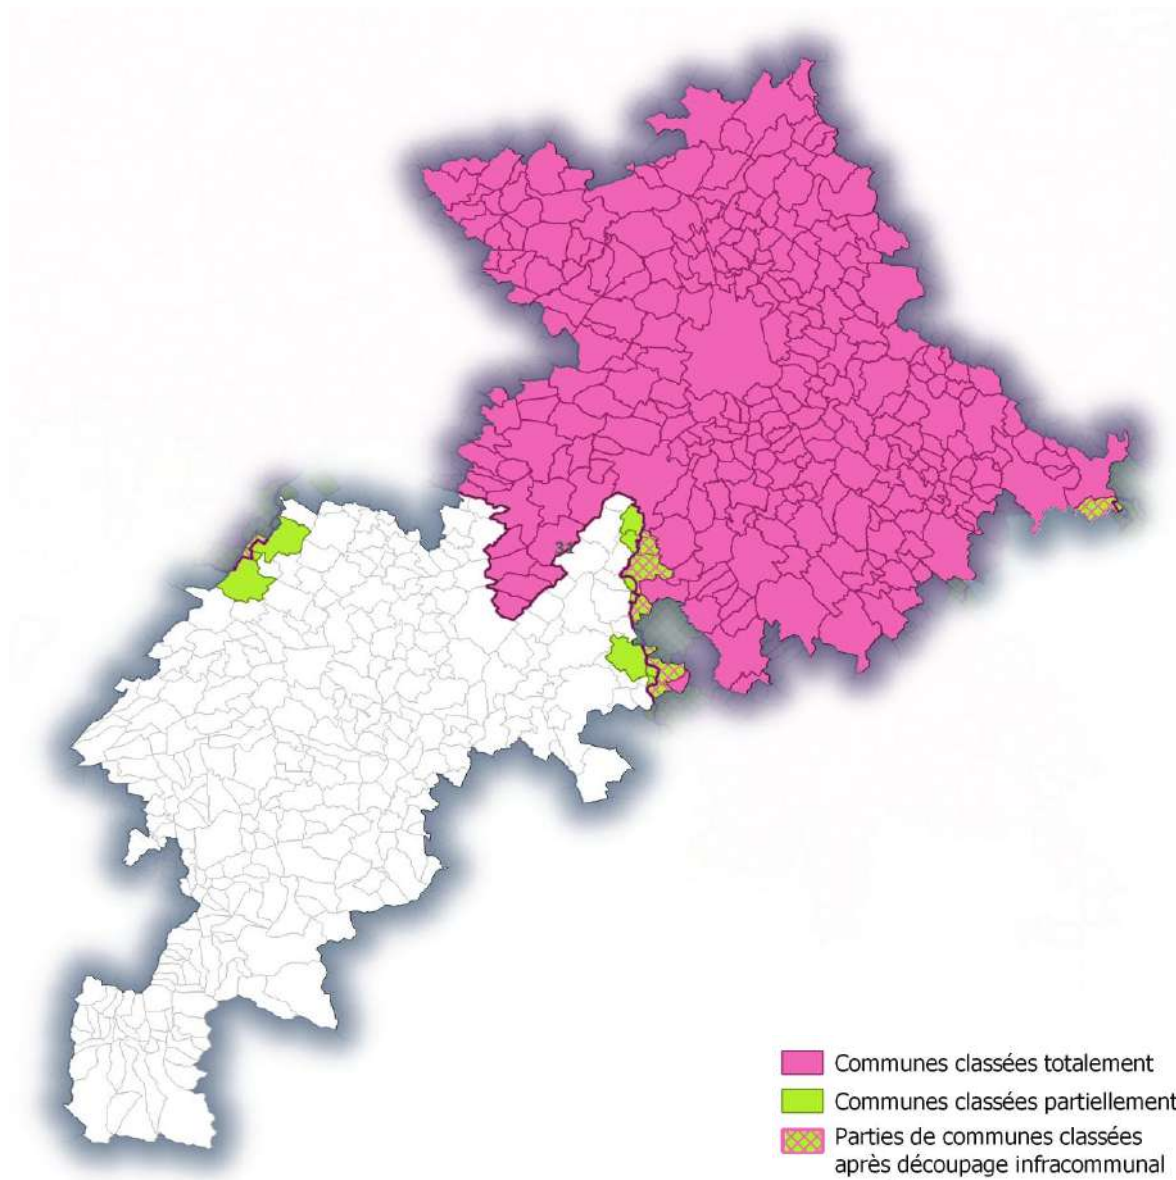 Communes classées totalement
Communes classées partiellement
Parties de communes classées
après découpage infracommunal